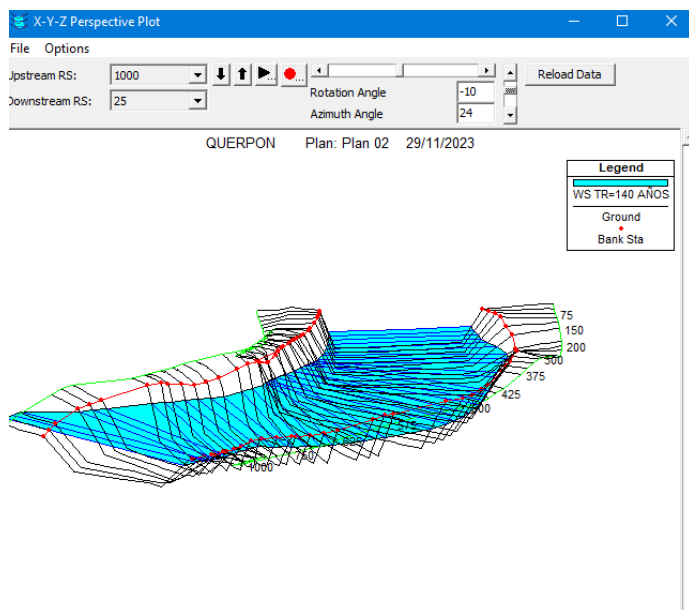 X-Y-Z Perspective Plot
File Options
Upstream RS: 1000
Downstream RS: 25
Rotation Angle -10
Azimuth Angle 24
Reload Data
QUERPON Plan: Plan 02 29/11/2023
Legend
WS TR=140 AÑOS
Ground
Bank Sta
75
150
200
300
375
425
1000